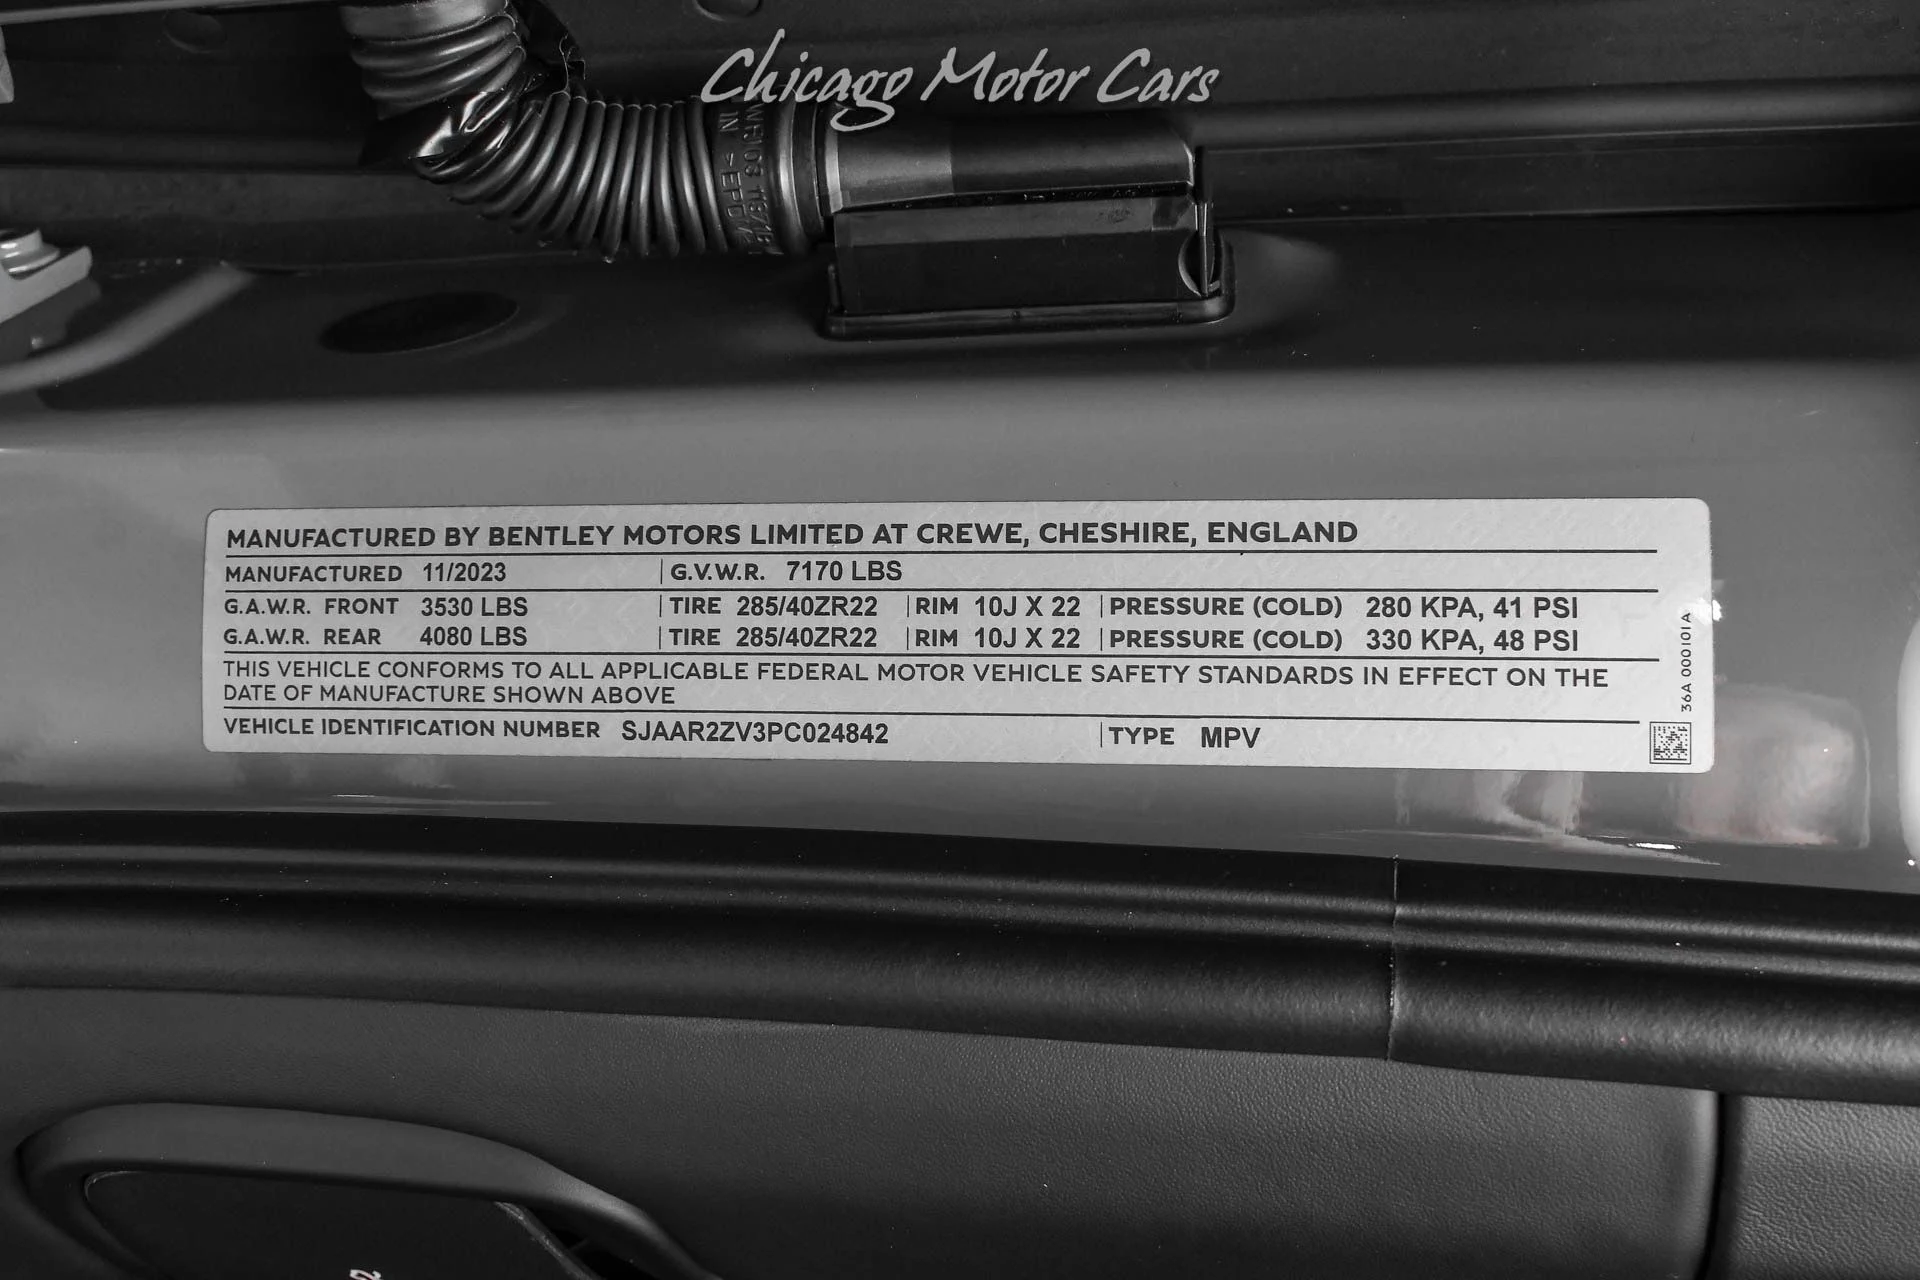 Chicago Motor Cars
MANUFACTURED BY BENTLEY MOTORS LIMITED AT CREWE, CHESHIRE, ENGLAND
MANUFACTURED 11/2023 G.V.W.R. 7170 LBS
G.A.W.R. FRONT 3530 LBS TIRE 285/40ZR22 RIM 10J X 22 PRESSURE (COLD) 280 KPA, 41 PSI
G.A.W.R. REAR 4080 LBS TIRE 285/40ZR22 RIM 10J X 22 PRESSURE (COLD) 330 KPA, 48 PSI
THIS VEHICLE CONFORMS TO ALL APPLICABLE FEDERAL MOTOR VEHICLE SAFETY STANDARDS IN EFFECT ON THE
DATE OF MANUFACTURE SHOWN ABOVE
VEHICLE IDENTIFICATION NUMBER SJAAR2ZV3PC024842 TYPE MPV
36A 000101 A